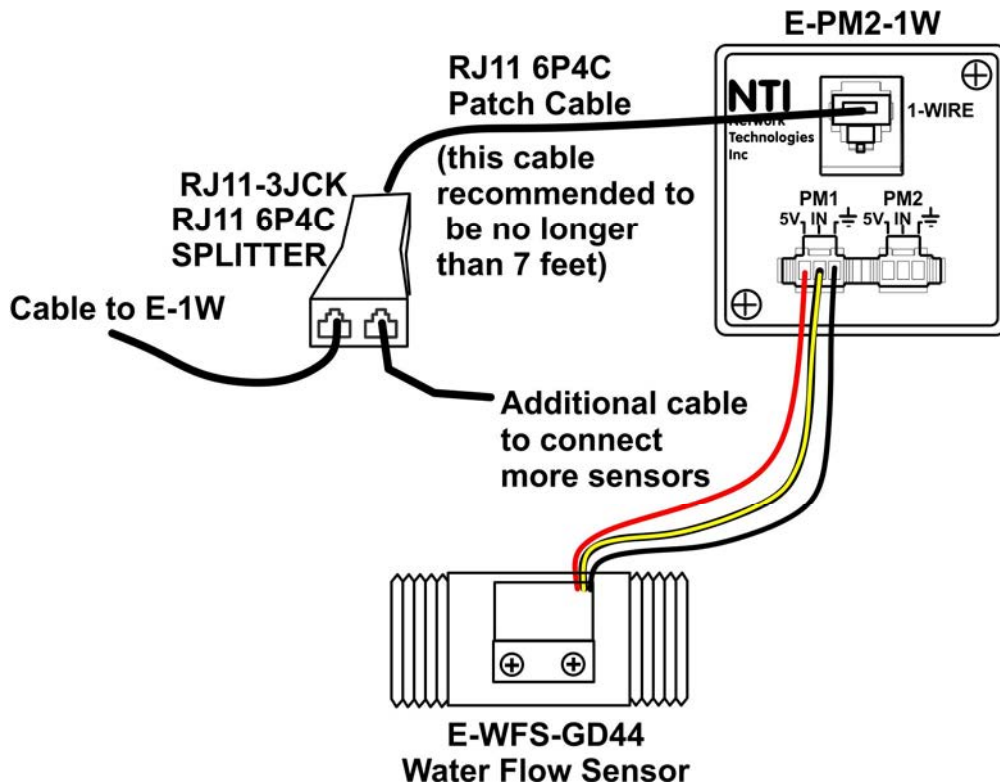 E-PM2-1W
RJ11 6P4C
Patch Cable
(this cable
recommended to
be no longer
than 7 feet)
NTI
Network
Technologies
Inc
1-WIRE
PM1 PM2
5V IN 5V IN
RJ11-3JCK
RJ11 6P4C
SPLITTER
Cable to E-1W
Additional cable
to connect
more sensors
E-WFS-GD44
Water Flow Sensor